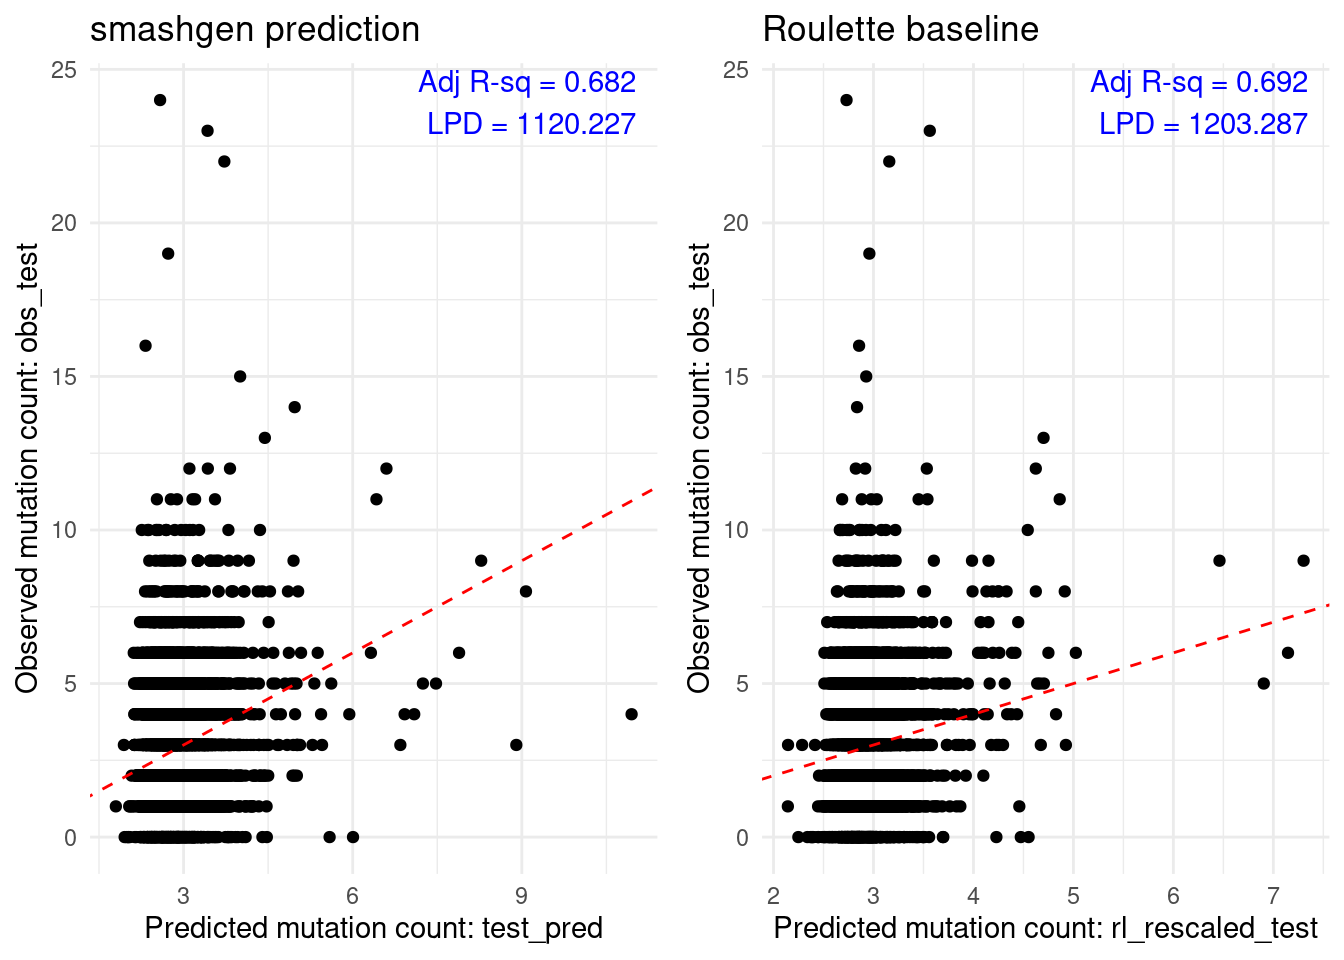 smashgen prediction
Adj R-sq = 0.682
LPD = 1120.227
25
20
15
10
5
0
Observed mutation count: obs_test
3
6
9
Predicted mutation count: test_pred
Roulette baseline
Adj R-sq = 0.692
LPD = 1203.287
25
20
15
10
5
0
Observed mutation count: obs_test
2
3
4
5
6
7
Predicted mutation count: rl_rescaled_test